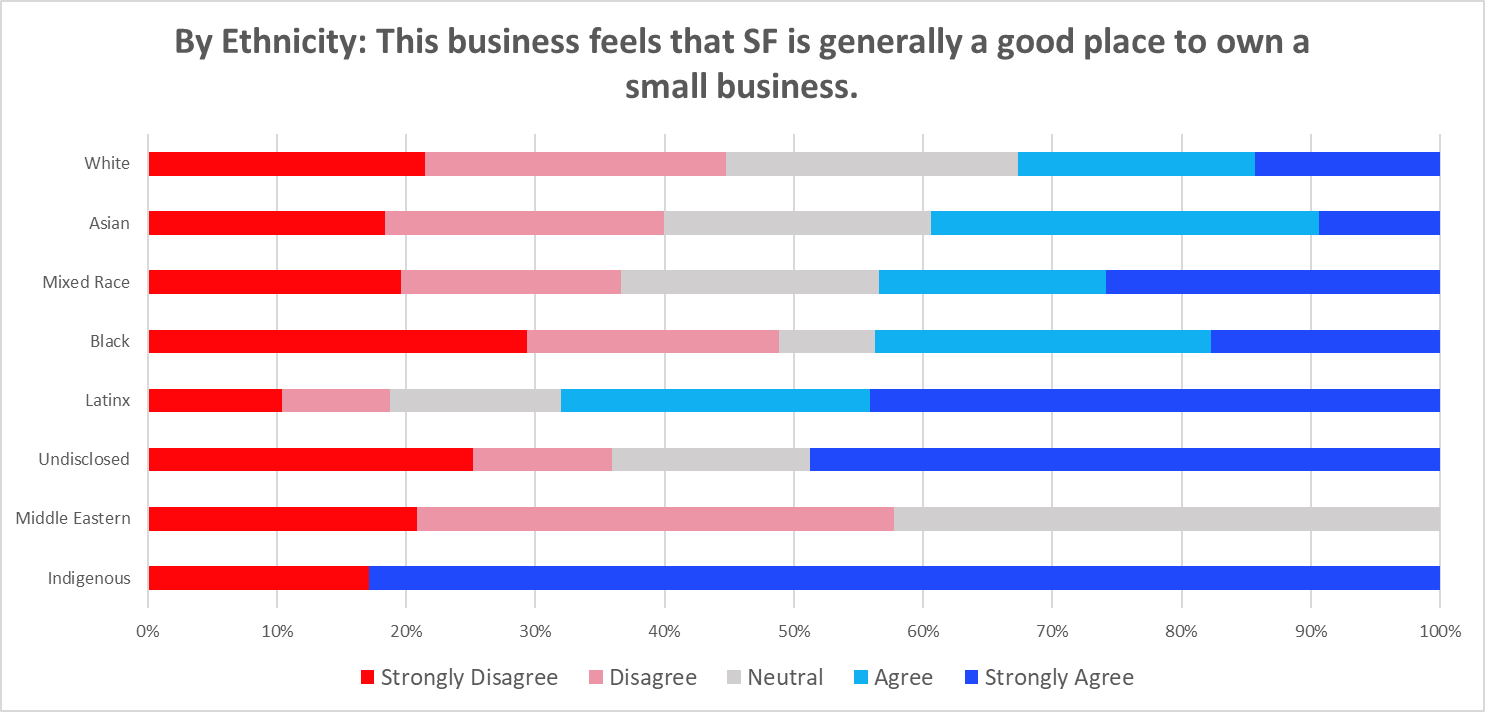 By Ethnicity: This business feels that SF is generally a good place to own a
small business.
White
Asian
Mixed Race
Black
Latinx
Undisclosed
Middle Eastern
Indigenous
0% 10% 20% 30% 40% 50% 60% 70% 80% 90% 100%
Strongly Disagree Disagree Neutral Agree Strongly Agree